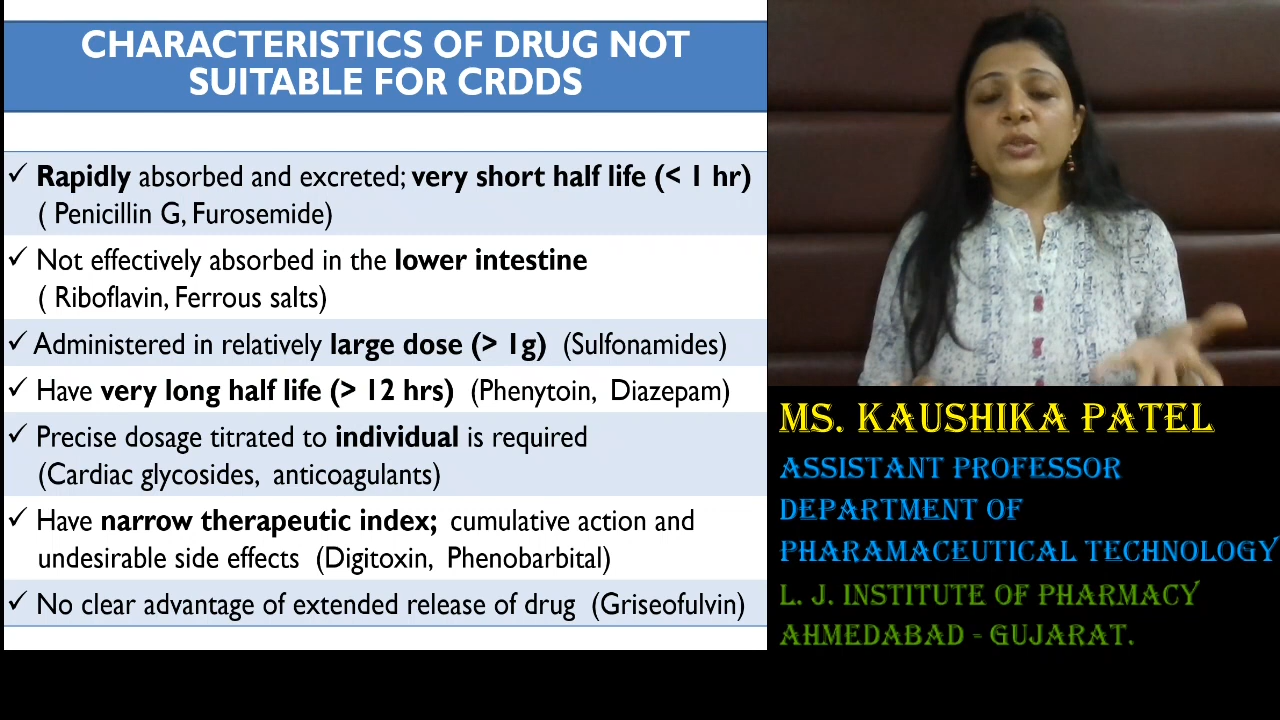 CHARACTERISTICS OF DRUG NOT
SUITABLE FOR CRDDS
✓ Rapidly absorbed and excreted; very short half life (< 1 hr)
( Penicillin G, Furosemide)
✓ Not effectively absorbed in the lower intestine
( Riboflavin, Ferrous salts)
✓ Administered in relatively large dose (> 1g) (Sulfonamides)
✓ Have very long half life (> 12 hrs) (Phenytoin, Diazepam)
✓ Precise dosage titrated to individual is required
(Cardiac glycosides, anticoagulants)
✓ Have narrow therapeutic index; cumulative action and
undesirable side effects (Digitoxin, Phenobarbital)
✓ No clear advantage of extended release of drug (Griseofulvin)
MS. KAUSHIKA PATEL
ASSISTANT PROFESSOR
DEPARTMENT OF
PHARAMACEUTICAL TECHNOLOGY
L. J. INSTITUTE OF PHARMACY
AHMEDABAD - GUJARAT.